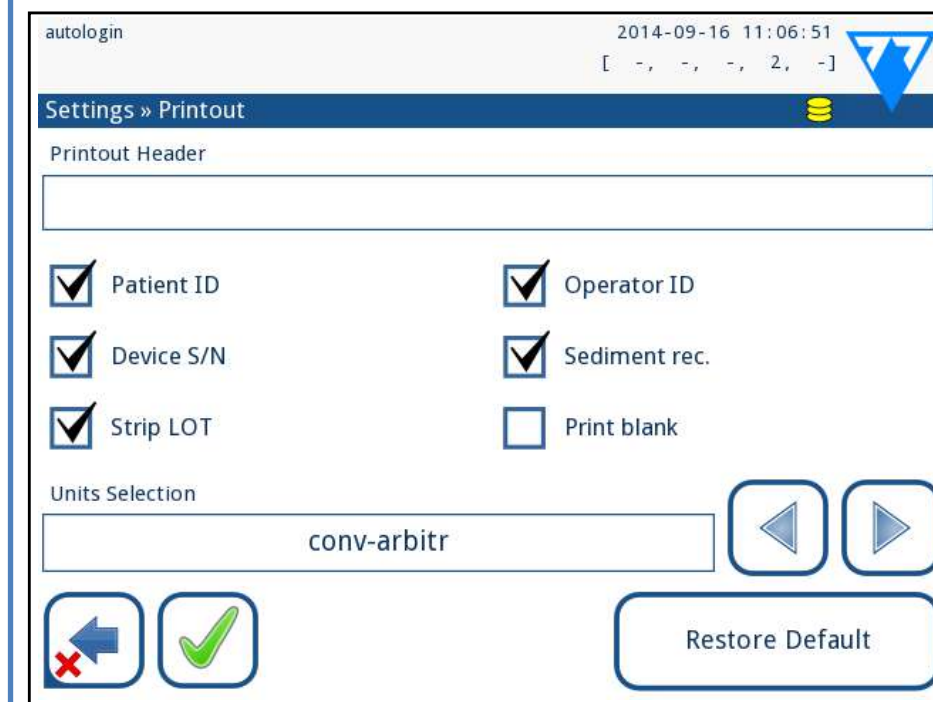 autologin 2014-09-16 11:06:51
[ -, -, -, 2, -]
Settings » Printout
Printout Header
Patient ID Operator ID
Device S/N Sediment rec.
Strip LOT Print blank
Units Selection
conv-arbitr
Restore Default